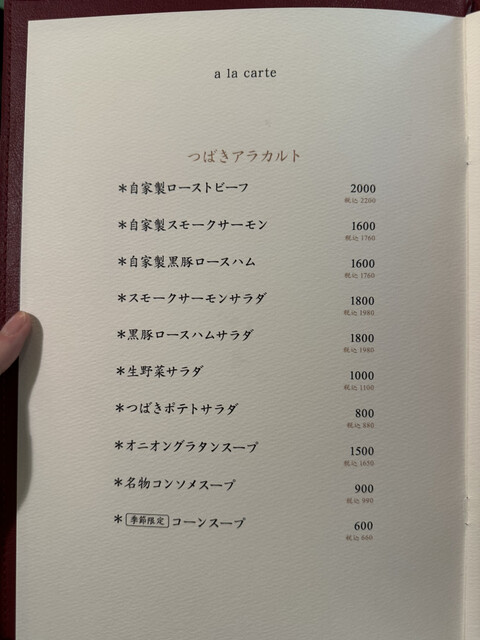 a la carte
つばきアラカルト
＊自家製ローストビーフ 2000
税込 2200
＊自家製スモークサーモン 1600
税込 1760
＊自家製黒豚ロースハム 1600
税込 1760
＊スモークサーモンサラダ 1800
税込 1980
＊黒豚ロースハムサラダ 1800
税込 1980
＊生野菜サラダ 1000
税込 1100
＊つばきポテトサラダ 800
税込 880
＊オニオングラタンスープ 1500
税込 1650
＊名物コンソメスープ 900
税込 990
＊季節限定 コーンスープ 600
税込 660